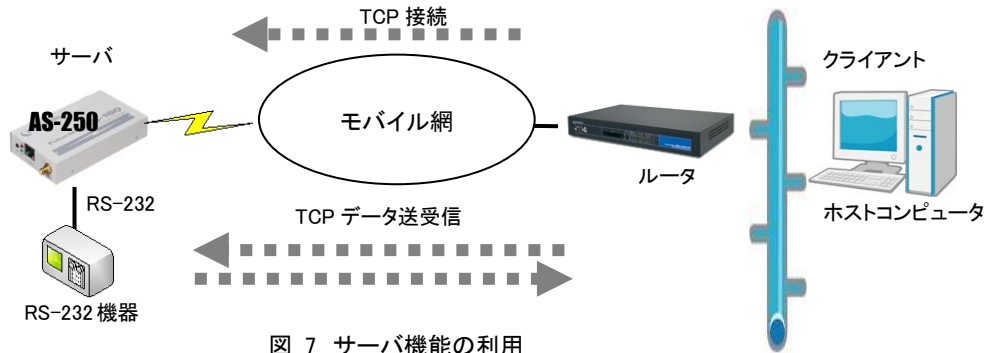 TCP 接続
サーバ
クライアント
AS-250
モバイル網
ルータ
ホストコンピュータ
RS-232
TCP データ送受信
RS-232 機器
図 7 サーバ機能の利用